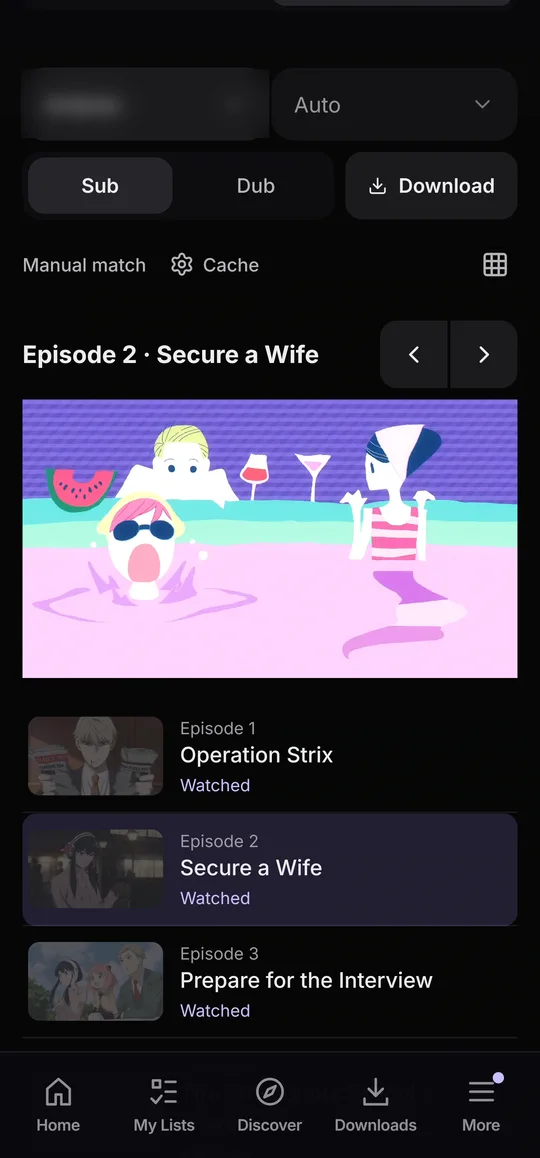 Auto
Sub
Dub
Download
Manual match
Cache
Episode 2 · Secure a Wife
Episode 1
Operation Strix
Watched
Episode 2
Secure a Wife
Watched
Episode 3
Prepare for the Interview
Watched
Home
My Lists
Discover
Downloads
More